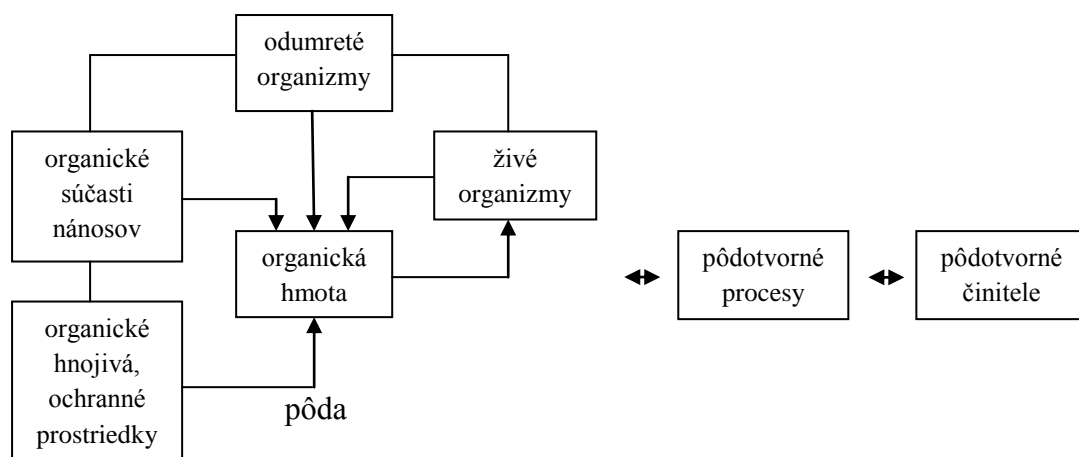 odumreté
organizmy
organické
súčasti
nánosov
živé
organizmy
organická
hmota
pôdotvorné
procesy
pôdotvorné
činitele
organické
hnojivá,
ochranné
prostriedky
pôda